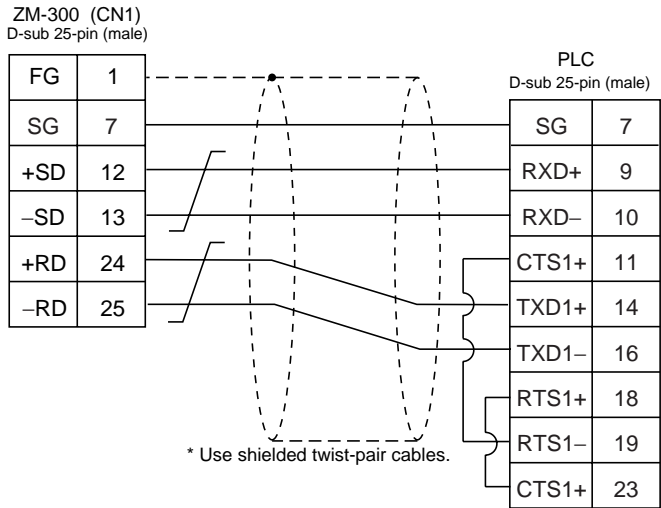 ZM-300 (CN1)
D-sub 25-pin (male)
FG 1
SG 7
+SD 12
–SD 13
+RD 24
–RD 25
PLC
D-sub 25-pin (male)
SG 7
RXD+ 9
RXD– 10
CTS1+ 11
TXD1+ 14
TXD1– 16
RTS1+ 18
RTS1– 19
CTS1+ 23
* Use shielded twist-pair cables.